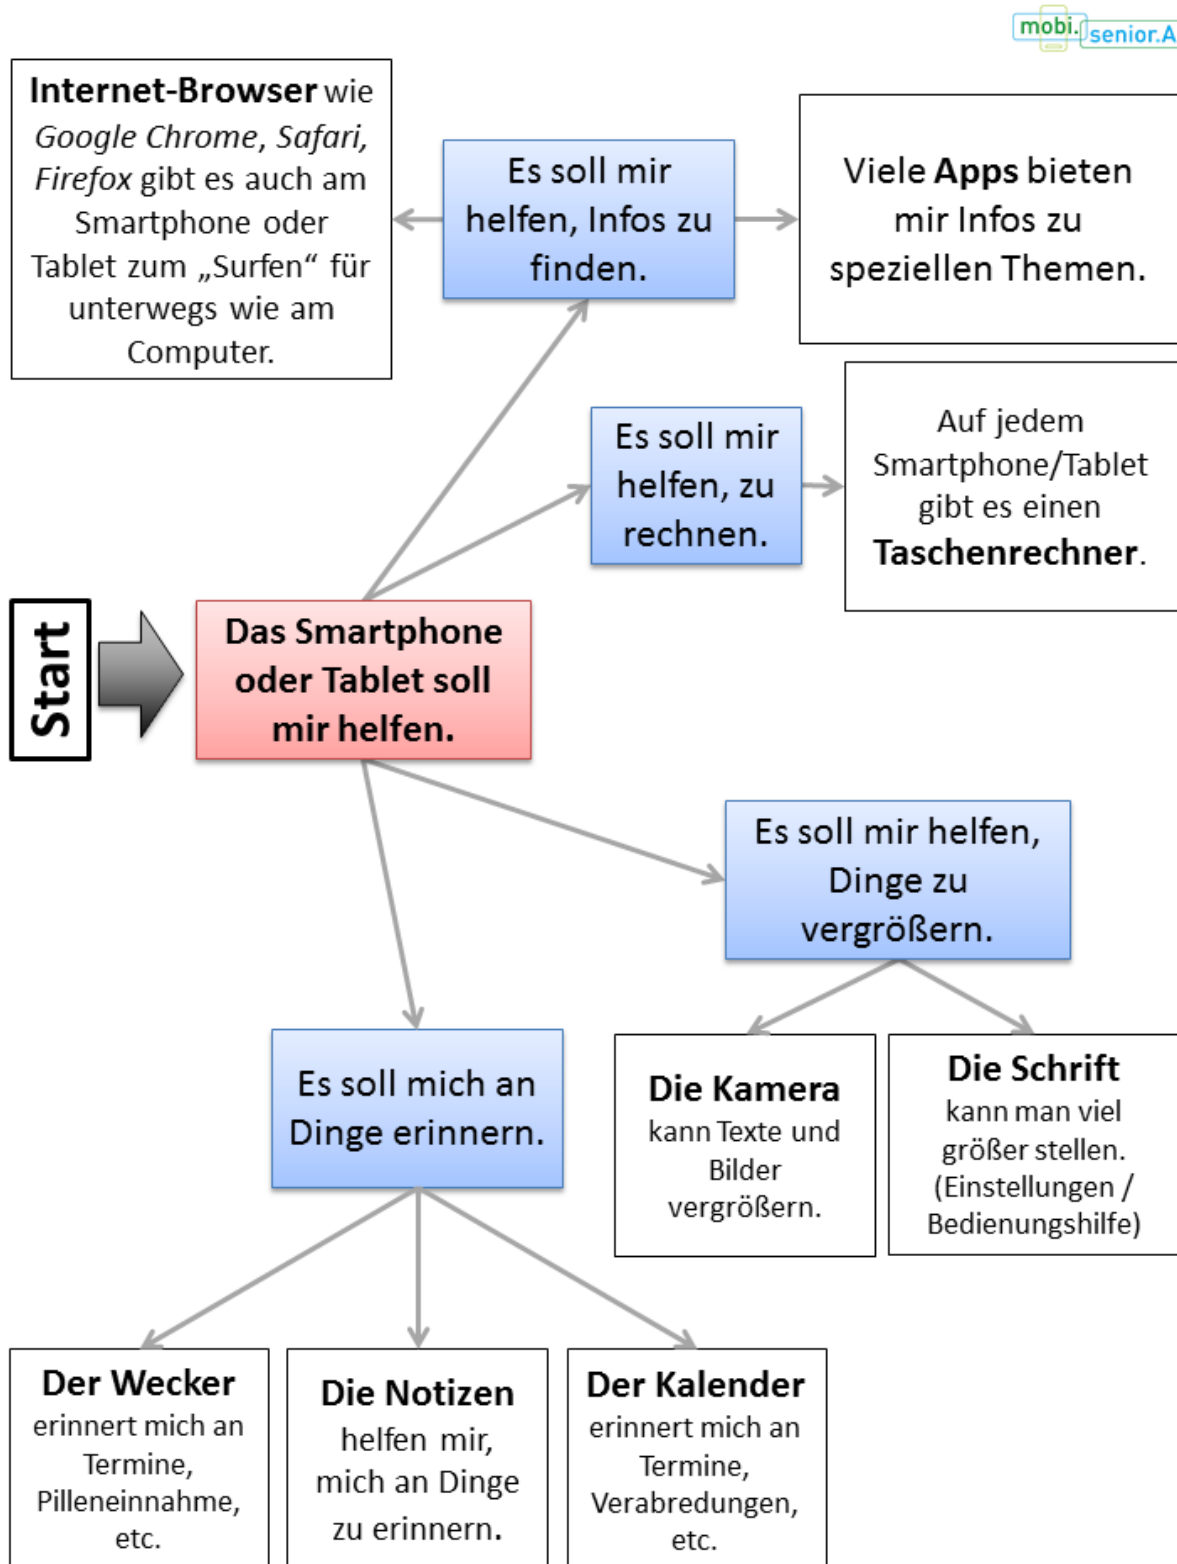 mobi.
senior.A
Internet-Browser wie
Google Chrome, Safari,
Firefox gibt es auch am
Smartphone oder
Tablet zum „Surfen“ für
unterwegs wie am
Computer.
Es soll mir
helfen, Infos zu
finden.
Viele Apps bieten
mir Infos zu
speziellen Themen.
Es soll mir
helfen, zu
rechnen.
Auf jedem
Smartphone/Tablet
gibt es einen
Taschenrechner.
Start
Das Smartphone
oder Tablet soll
mir helfen.
Es soll mir helfen,
Dinge zu
vergrößern.
Es soll mich an
Dinge erinnern.
Die Kamera
kann Texte und
Bilder
vergrößern.
Die Schrift
kann man viel
größer stellen.
(Einstellungen /
Bedienungshilfe)
Der Wecker
erinnert mich an
Termine,
Pilleneinnahme,
etc.
Die Notizen
helfen mir,
mich an Dinge
zu erinnern.
Der Kalender
erinnert mich an
Termine,
Verabredungen,
etc.